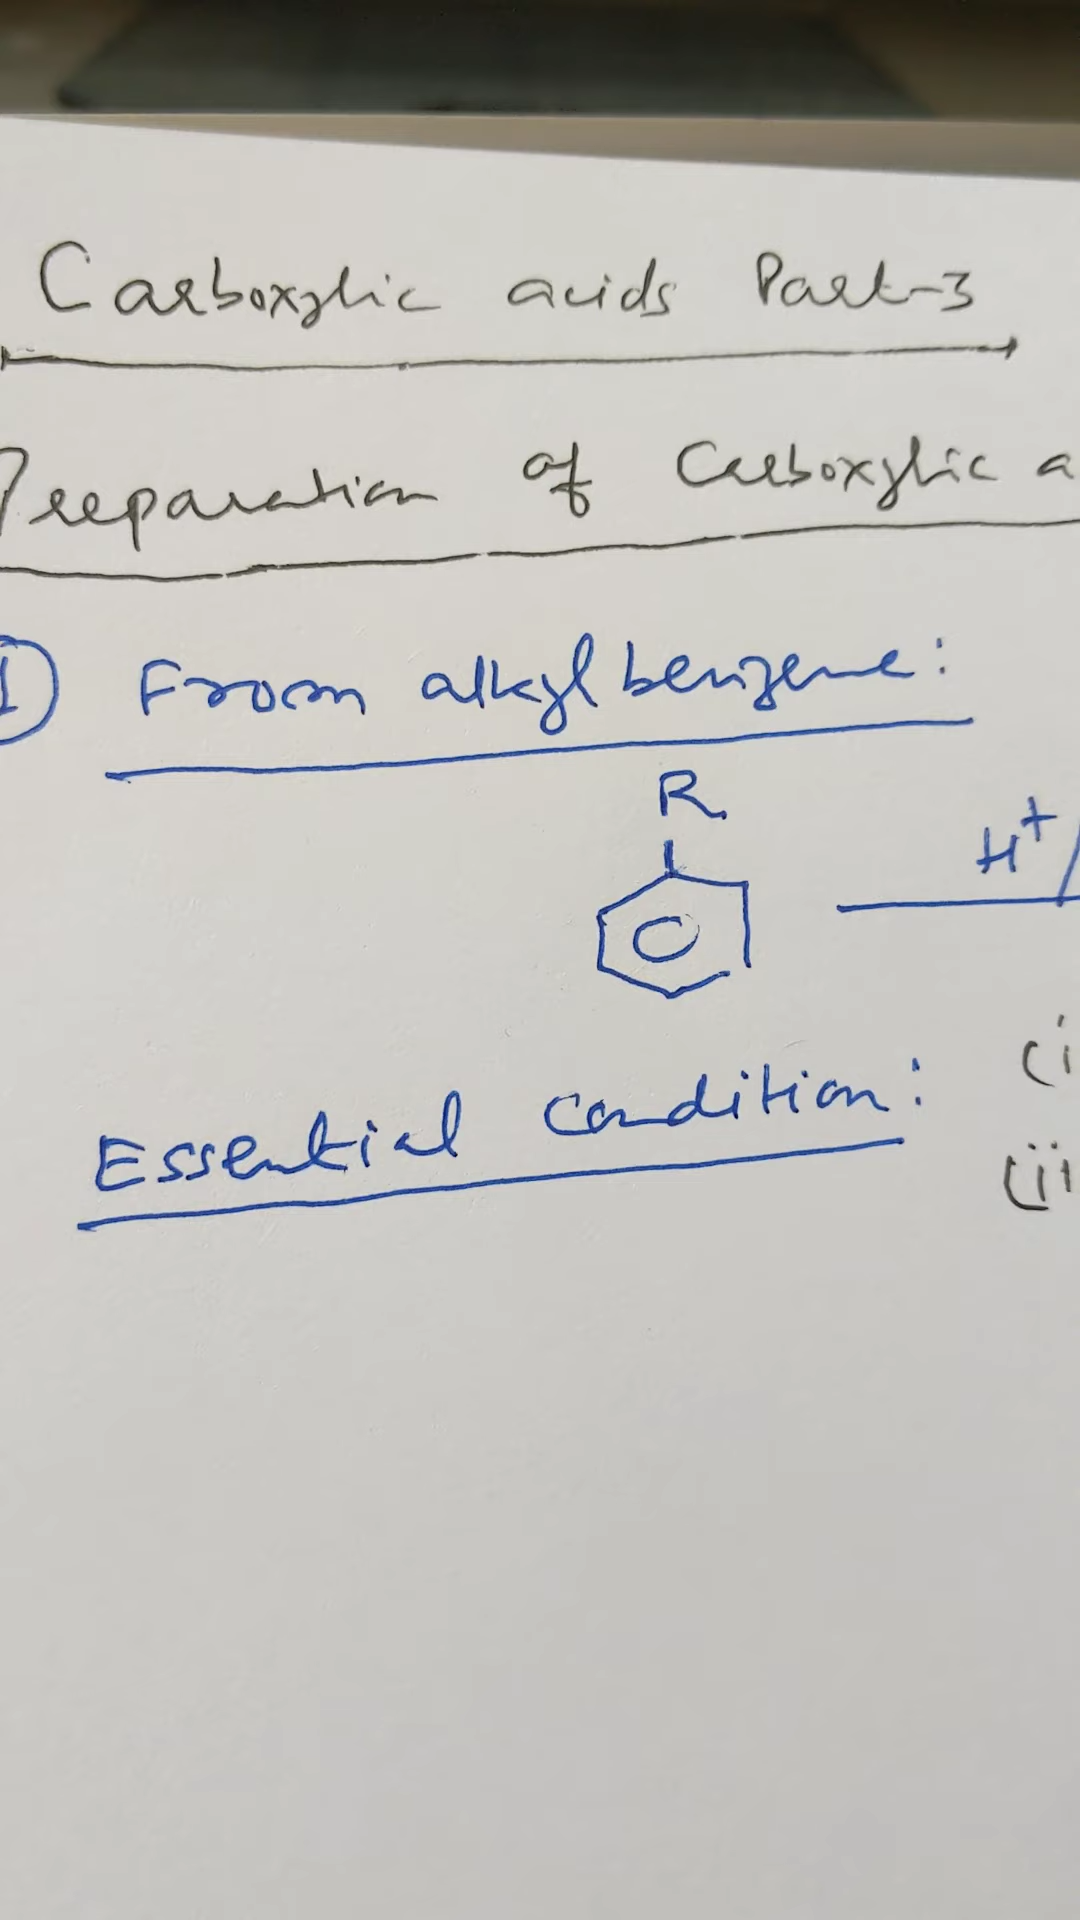 Carboxylic acids Part-3
Preparation of Carboxylic a
1 From alkyl benzene:
R
H+/
Essential condition:
(i
(ii